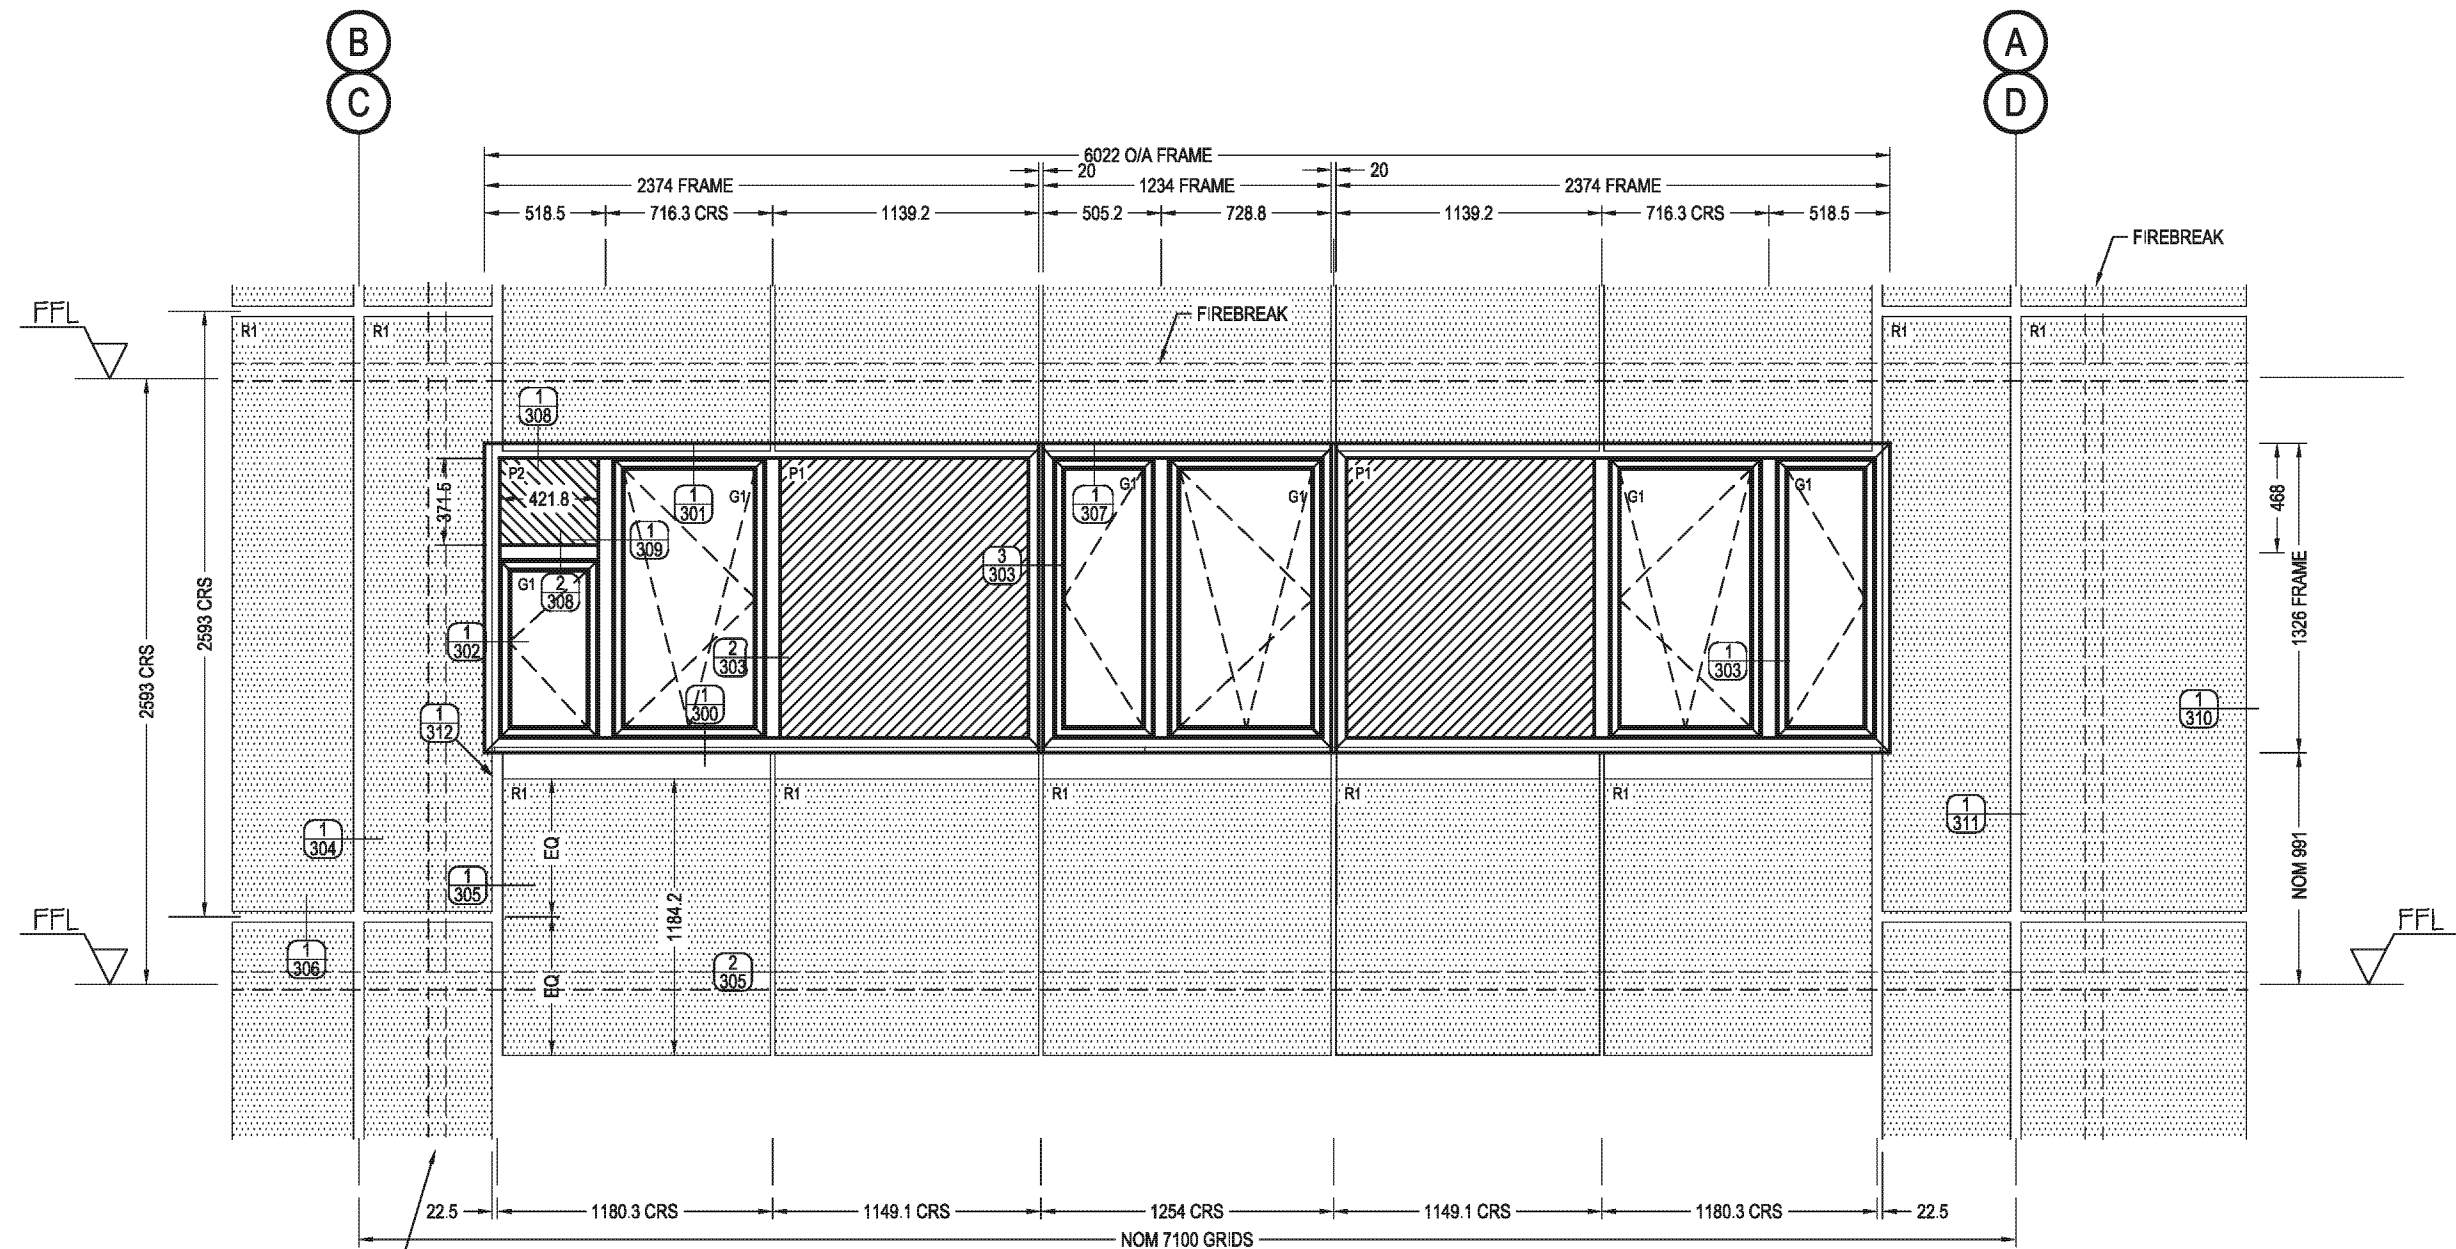 B
C
A
D
6022 O/A FRAME
20
20
2374 FRAME
1234 FRAME
2374 FRAME
518.5
716.3 CRS
1139.2
505.2
728.8
1139.2
716.3 CRS
518.5
FIREBREAK
FIREBREAK
FFL
R1
R1
R1
R1
1
308
P2
421.8
371.5
1
309
G1
2
308
1
301
G1
P1
2
303
1
300
3
303
1
307
G1
G1
P1
G1
G1
1
303
468
1326 FRAME
NOM 991
2593 CRS
2593 CRS
1
302
1
312
1
310
1
311
1
304
1
305
1
306
R1
R1
R1
R1
R1
EQ
EQ
1184.2
2
305
FFL
FFL
22.5
1180.3 CRS
1149.1 CRS
1254 CRS
1149.1 CRS
1180.3 CRS
22.5
NOM 7100 GRIDS